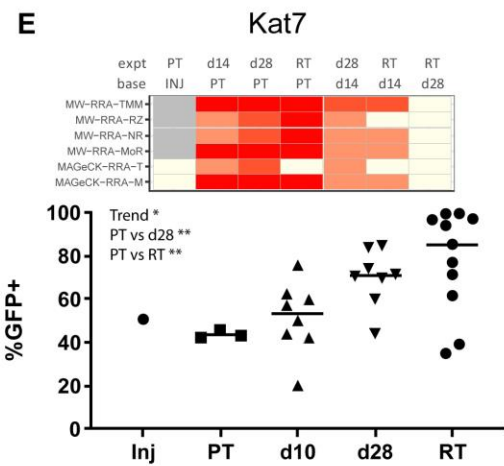 E
Kat7
expt PT d14 d28 RT d28 RT RT
base INJ PT PT PT d14 d14 d28
MW-RRA-TMM
MW-RRA-RZ
MW-RRA-NR
MW-RRA-MoR
MAGeCK-RRA-T
MAGeCK-RRA-M
Trend *
PT vs d28 **
PT vs RT **
%GFP+
100
80
60
40
20
0
Inj PT d10 d28 RT